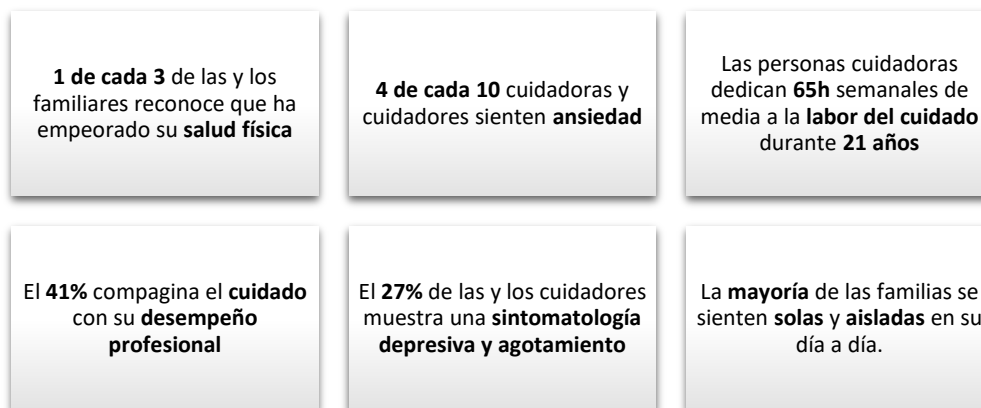 1 de cada 3 de las y los
familiares reconoce que ha
empeorado su salud física
4 de cada 10 cuidadoras y
cuidadores sienten ansiedad
Las personas cuidadoras
dedican 65h semanales de
media a la labor del cuidado
durante 21 años
El 41% compagina el cuidado
con su desempeño
profesional
El 27% de las y los cuidadores
muestra una sintomatología
depresiva y agotamiento
La mayoría de las familias se
sienten solas y aisladas en su
día a día.